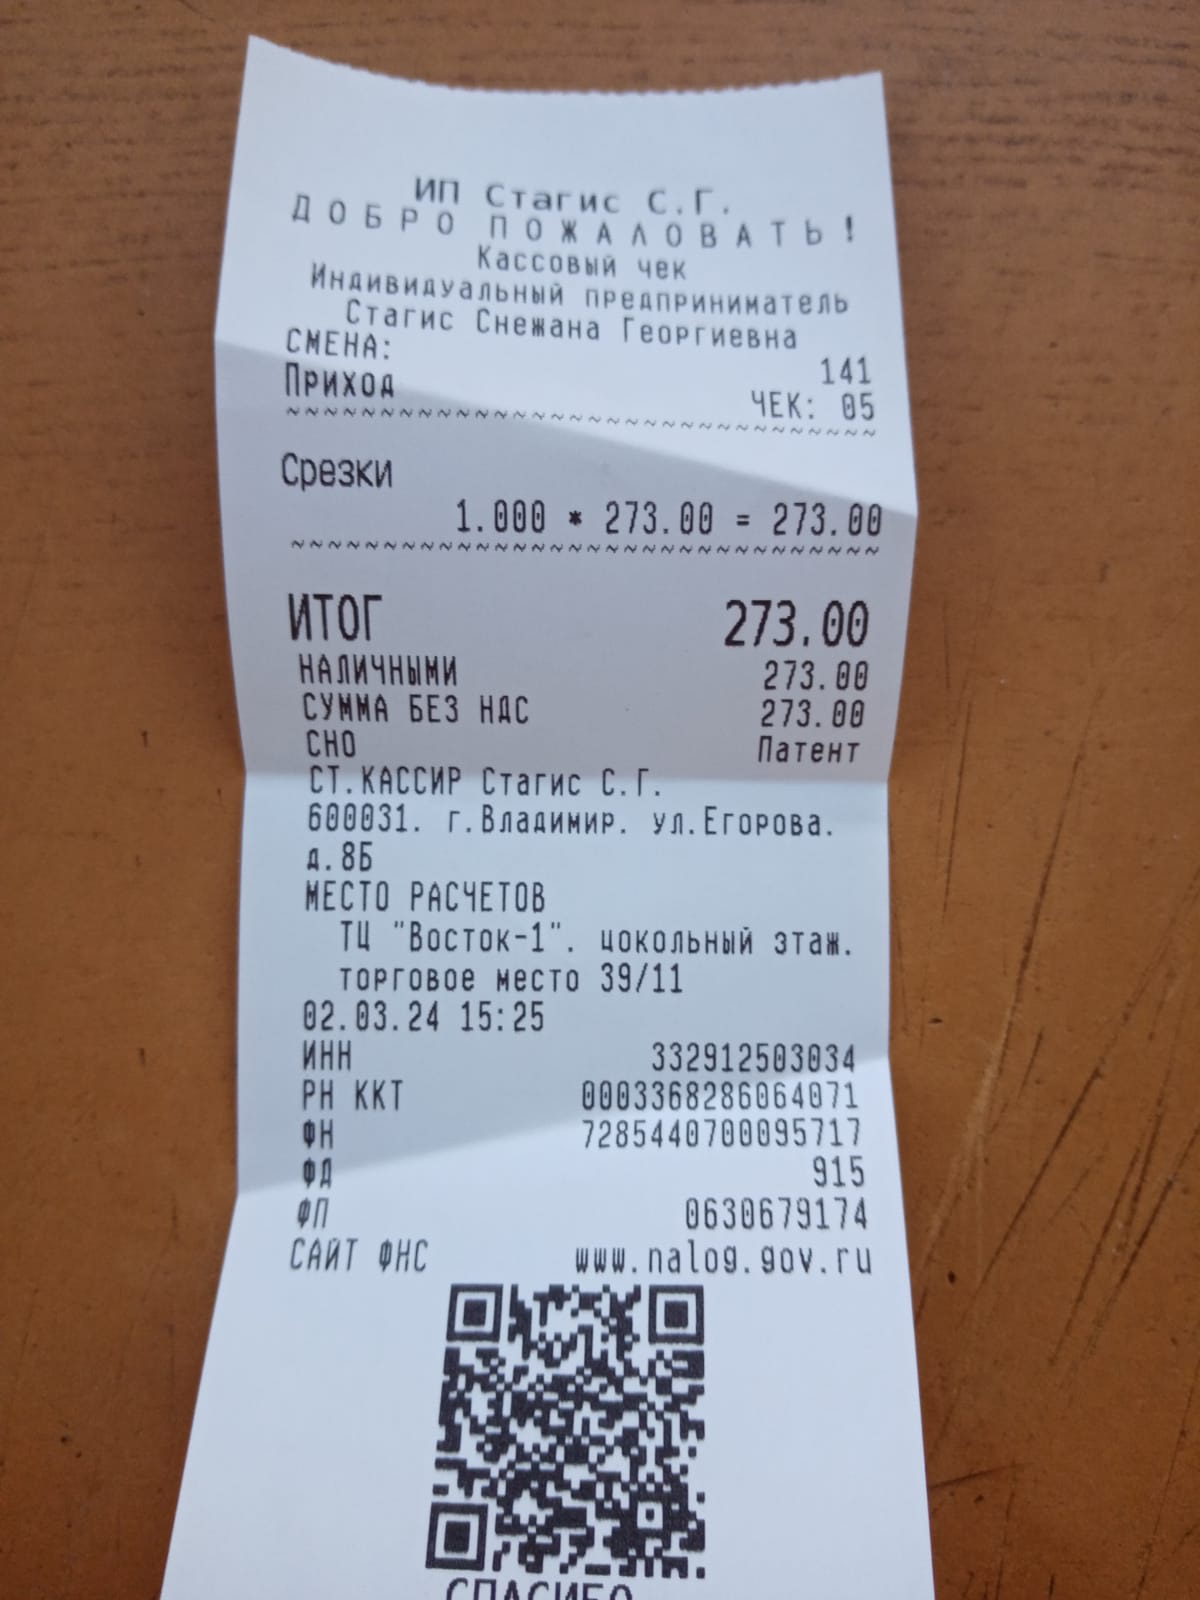 ИП Стагис С.Г.
ДОБРО ПОЖАЛОВАТЬ!
Кассовый чек
Индивидуальный предприниматель
Стагис Снежана Георгиевна
СМЕНА: 141
Приход ЧЕК: 05
~~~~~~~~~~~~~~~~~~~~~~~~~~~~~~~~
Срезки
1.000 * 273.00 = 273.00
~~~~~~~~~~~~~~~~~~~~~~~~~~~~~~~~
ИТОГ 273.00
НАЛИЧНЫМИ 273.00
СУММА БЕЗ НДС 273.00
СНО Патент
СТ.КАССИР Стагис С.Г.
600031. г.Владимир. ул.Егорова.
д.8Б
МЕСТО РАСЧЕТОВ
ТЦ "Восток-1". цокольный этаж.
торговое место 39/11
02.03.24 15:25
ИНН 332912503034
РН ККТ 0003368286064071
ФН 7285440700095717
ФД 915
ФП 0630679174
САЙТ ФНС www.nalog.gov.ru
СПАСИБО